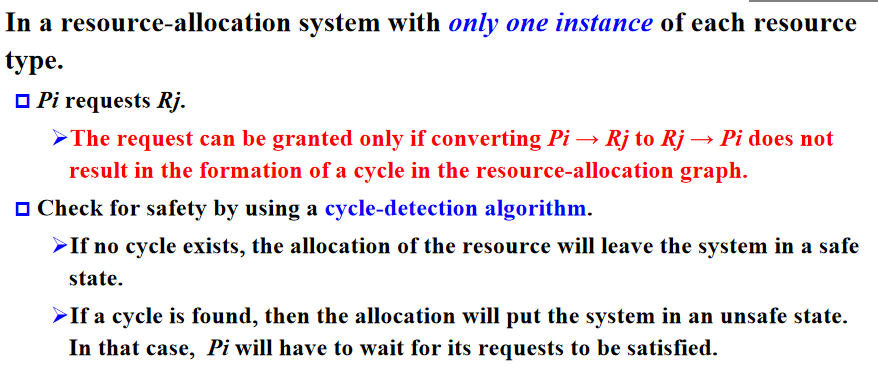 In a resource-allocation system with only one instance of each resource
type.
Pi requests Rj.
The request can be granted only if converting Pi → Rj to Rj → Pi does not
result in the formation of a cycle in the resource-allocation graph.
Check for safety by using a cycle-detection algorithm.
If no cycle exists, the allocation of the resource will leave the system in a safe
state.
If a cycle is found, then the allocation will put the system in an unsafe state.
In that case, Pi will have to wait for its requests to be satisfied.